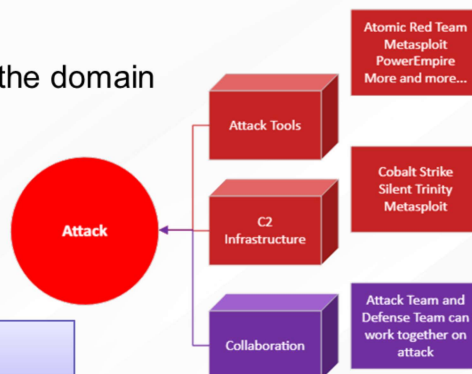 the domain
Attack
Attack Tools
C2
Infrastructure
Collaboration
Atomic Red Team
Metasploit
PowerEmpire
More and more...
Cobalt Strike
Silent Trinity
Metasploit
Attack Team and
Defense Team can
work together on
attack